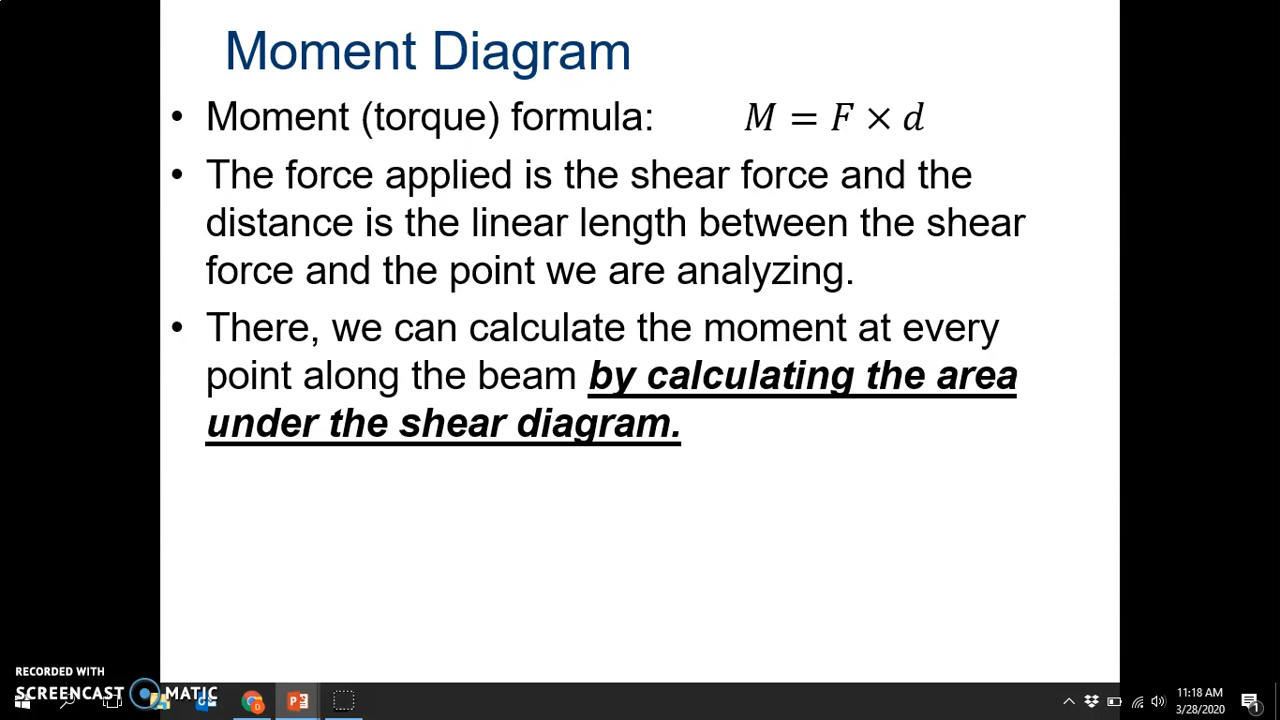 Moment Diagram
• Moment (torque) formula: M = F × d
• The force applied is the shear force and the
distance is the linear length between the shear
force and the point we are analyzing.
• There, we can calculate the moment at every
point along the beam by calculating the area
under the shear diagram.
RECORDED WITH
SCREENCAST MATIC
11:18 AM
3/28/2020
1